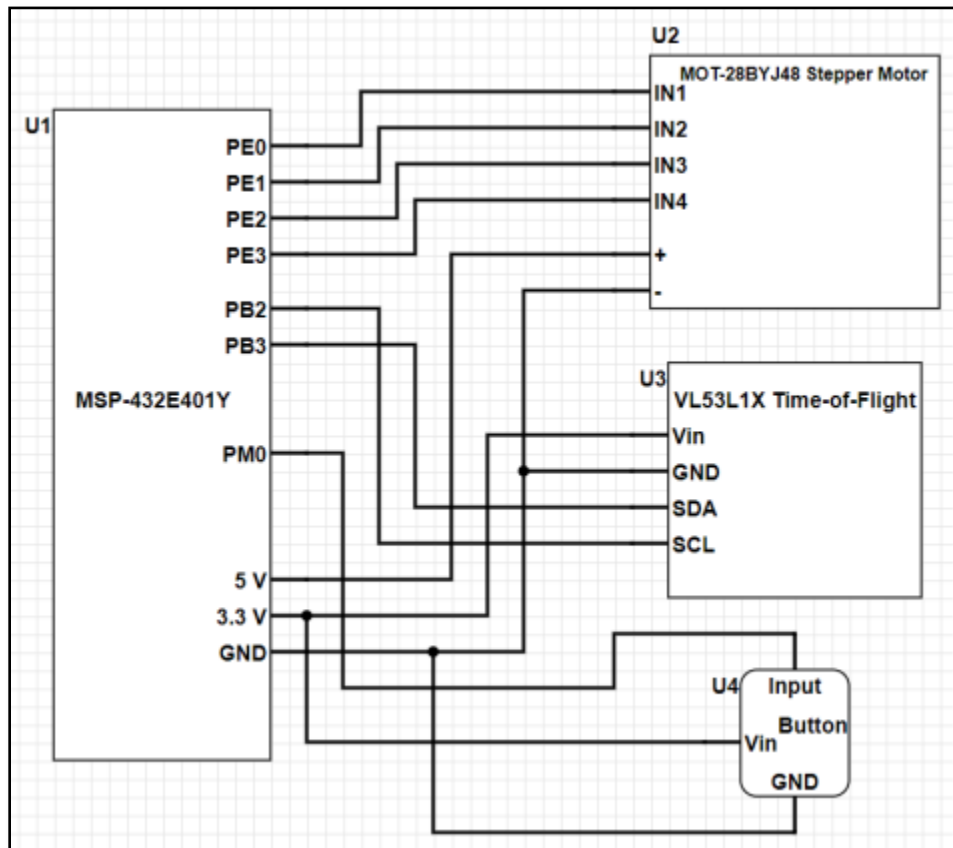 U1
PE0
PE1
PE2
PE3
PB2
PB3
MSP-432E401Y
PM0
5 V
3.3 V
GND
U2
MOT-28BYJ48 Stepper Motor
IN1
IN2
IN3
IN4
+
-
U3
VL53L1X Time-of-Flight
Vin
GND
SDA
SCL
U4
Input
Button
Vin
GND